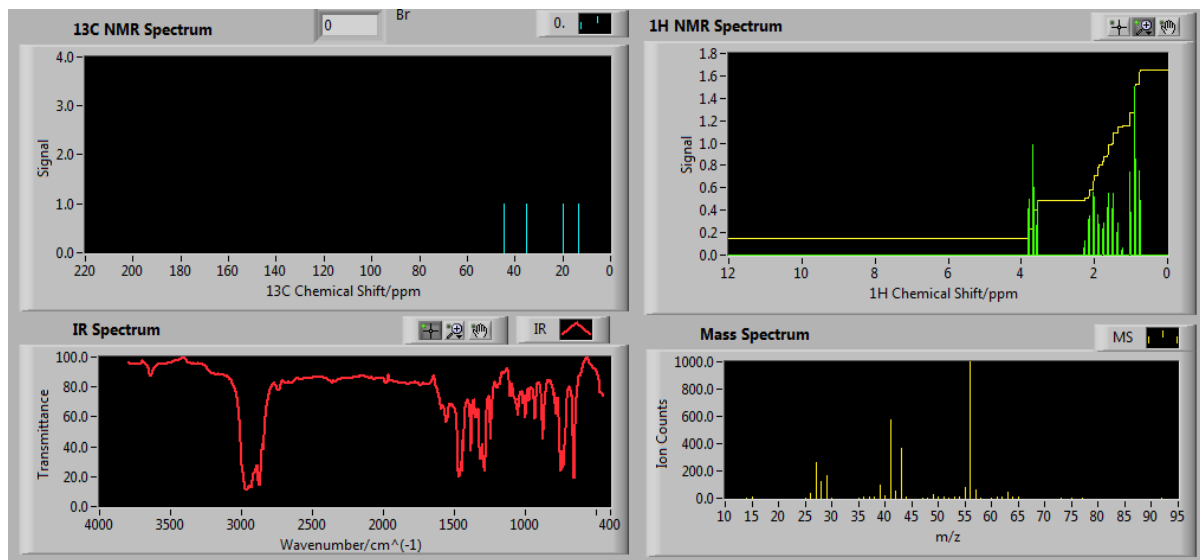 13C NMR Spectrum
0
Br
0.
4.0
3.0
2.0
1.0
0.0
Signal
220 200 180 160 140 120 100 80 60 40 20 0
13C Chemical Shift/ppm
1H NMR Spectrum
1.8
1.6
1.4
1.2
1.0
0.8
0.6
0.4
0.2
0.0
Signal
12 10 8 6 4 2 0
1H Chemical Shift/ppm
IR Spectrum
IR
100.0
80.0
60.0
40.0
20.0
0.0
Transmittance
4000 3000 2000 1500 1000 400
Wavenumber/cm^(-1)
Mass Spectrum
MS
1000.0
800.0
600.0
400.0
200.0
0.0
Ion Counts
10 15 20 25 30 35 40 45 50 55 60 65 70 75 80 85 90 95
m/z